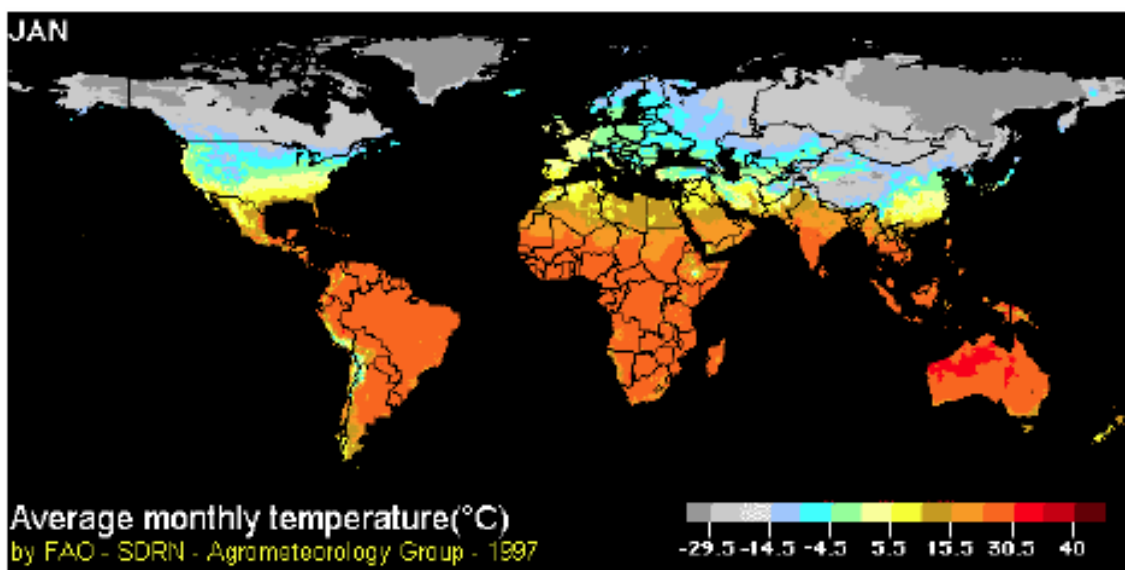 JAN
Average monthly temperature(°C)
by FAO - SDRN - Agrometeorology Group - 1997
-29.5 -14.5 -4.5 5.5 15.5 30.5 40